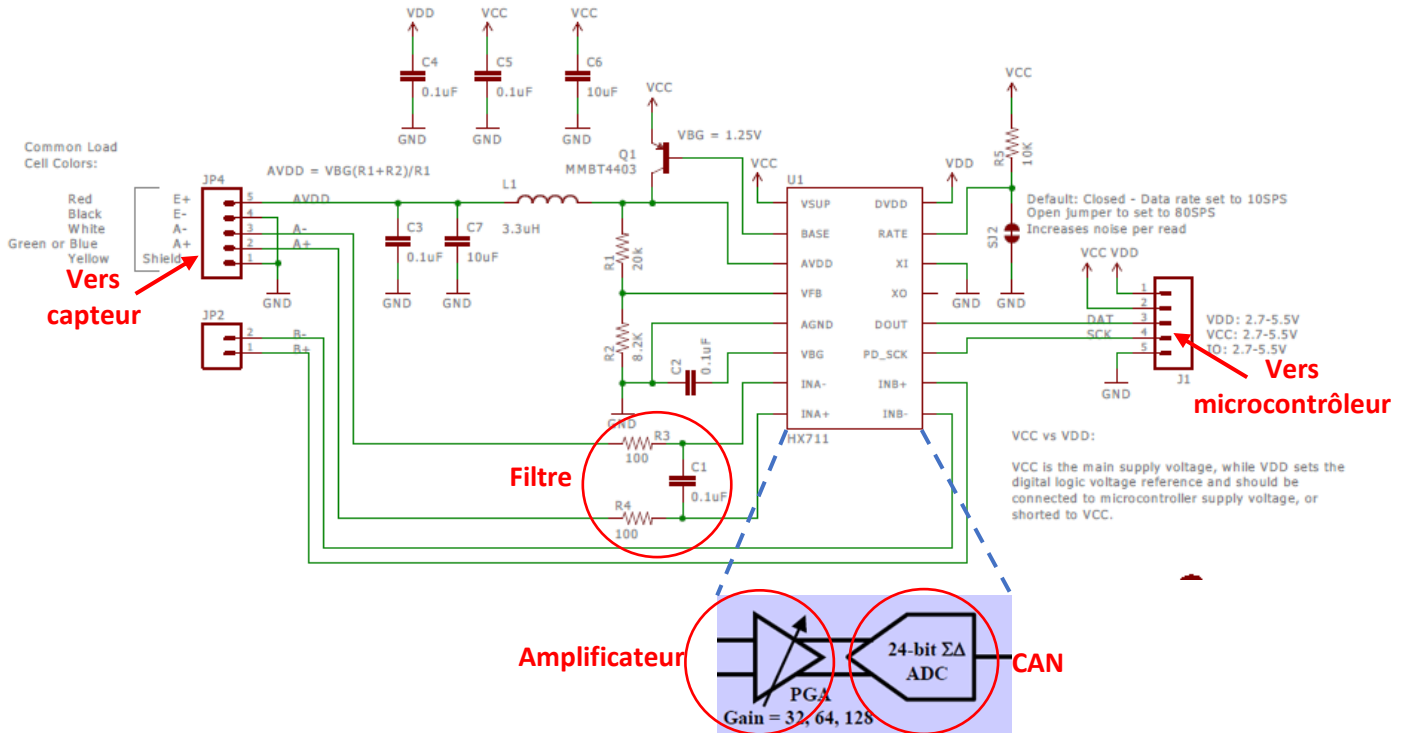 VDD
C4
0.1uF
GND
VCC
C5
0.1uF
GND
VCC
C6
10uF
GND
Common Load
Cell Colors:
Red E+
Black E-
White A-
Green or Blue A+
Yellow Shield
JP4
5
4
3
2
1
Vers
capteur
AVDD = VBG(R1+R2)/R1
AVDD
A-
A+
GND
C3
0.1uF
GND
C7
10uF
GND
L1
3.3uH
VCC
Q1
MMBT4403
VBG = 1.25V
R1
20k
R2
8.2K
GND
C2
0.1uF
JP2
2
1
B-
B+
Filtre
R3
100
C1
0.1uF
R4
100
VCC
U1
VSUP
BASE
AVDD
VFB
AGND
VBG
INA-
INA+
DVDD
RATE
XI
XO
DOUT
PD_SCK
INB+
INB-
HX711
VDD
GND
VCC
R5
10K
SJ2
GND
Default: Closed - Data rate set to 10SPS
Open Jumper to set to 80SPS
Increases noise per read
VCC VDD
DAT
SCK
1
2
3
4
5
GND
J1
VDD: 2.7-5.5V
VCC: 2.7-5.5V
IO: 2.7-5.5V
Vers
microcontrôleur
VCC vs VDD:
VCC is the main supply voltage, while VDD sets the
digital logic voltage reference and should be
connected to microcontroller supply voltage, or
shorted to VCC.
Amplificateur
PGA
Gain = 32, 64, 128
24-bit ΣΔ
ADC
CAN